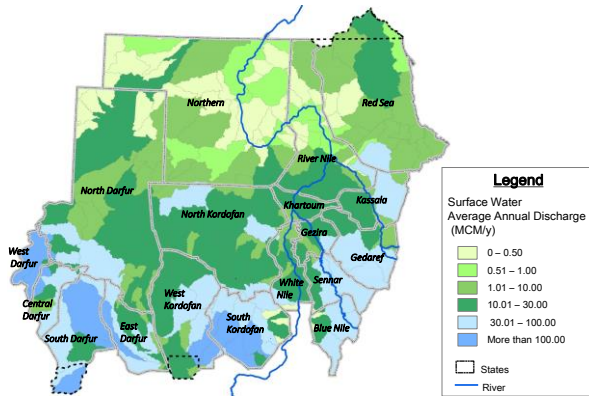 Northern
Red Sea
River Nile
North Darfur
North Kordofan
Khartoum
Kassala
Gezira
West
Darfur
Gedaref
White
Nile
Sennar
Central
Darfur
West
Kordofan
South
Kordofan
South Darfur
East
Darfur
Blue Nile
Legend
Surface Water
Average Annual Discharge
(MCM/y)
0 – 0.50
0.51 – 1.00
1.01 – 10.00
10.01 – 30.00
30.01 – 100.00
More than 100.00
States
River